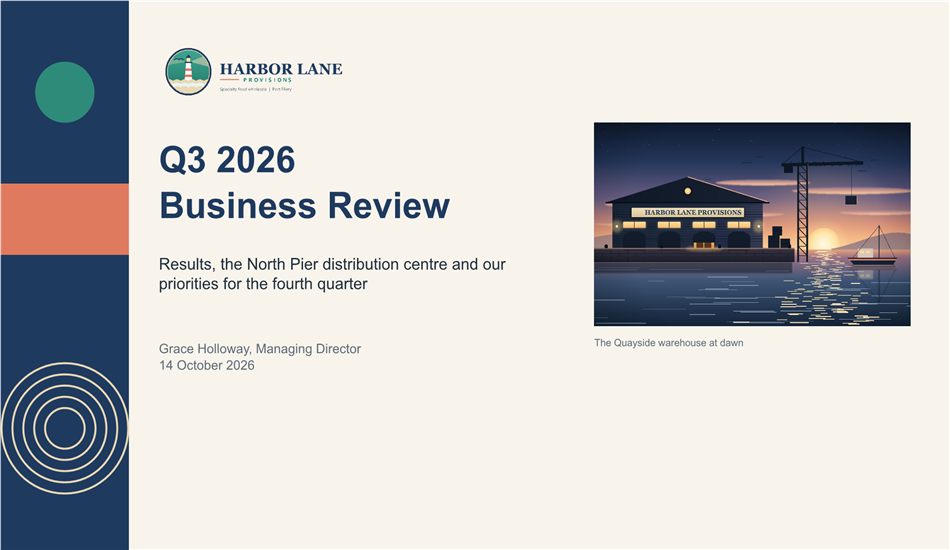 HARBOR LANE
PROVISIONS
Specialty food wholesale | Port Ellery
Q3 2026
Business Review
Results, the North Pier distribution centre and our
priorities for the fourth quarter
Grace Holloway, Managing Director
14 October 2026
HARBOR LANE PROVISIONS
The Quayside warehouse at dawn